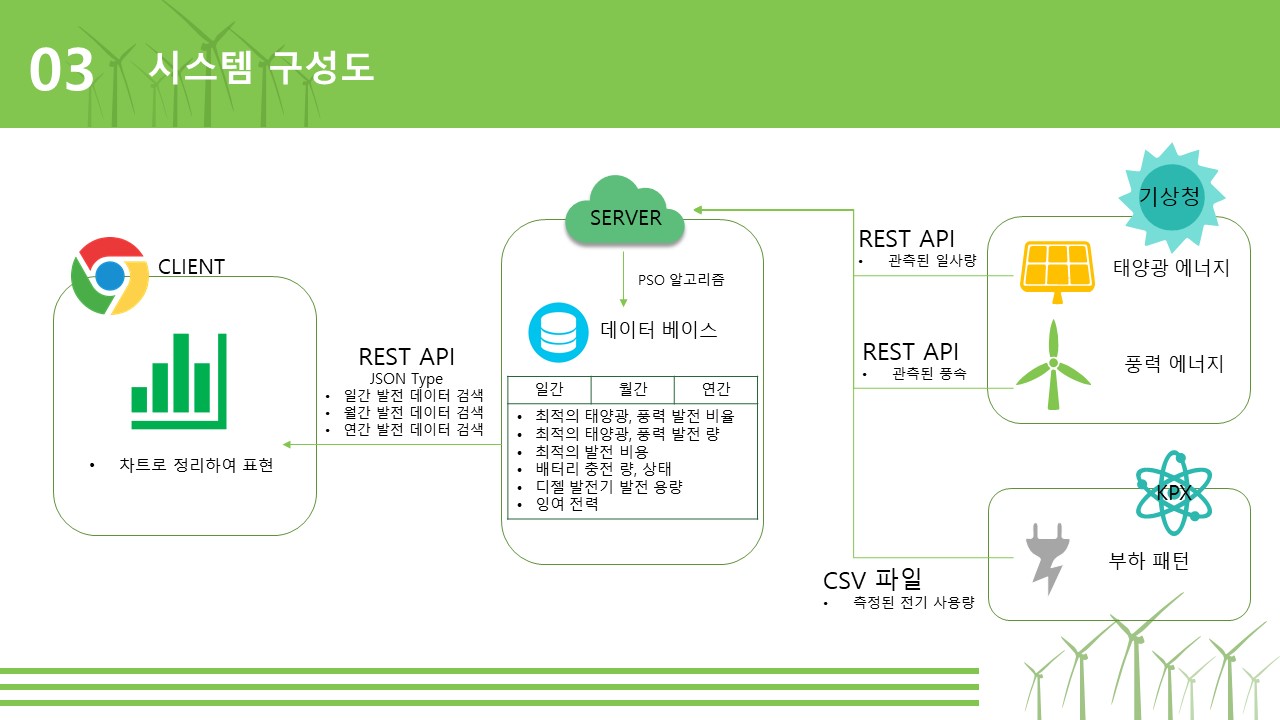 03 시스템 구성도
CLIENT
• 차트로 정리하여 표현
REST API
JSON Type
• 일간 발전 데이터 검색
• 월간 발전 데이터 검색
• 연간 발전 데이터 검색
SERVER
PSO 알고리즘
데이터 베이스
일간 월간 연간
• 최적의 태양광, 풍력 발전 비율
• 최적의 태양광, 풍력 발전 량
• 최적의 발전 비용
• 배터리 충전 량, 상태
• 디젤 발전기 발전 용량
• 잉여 전력
REST API
• 관측된 일사량
REST API
• 관측된 풍속
CSV 파일
• 측정된 전기 사용량
기상청
태양광 에너지
풍력 에너지
KPX
부하 패턴